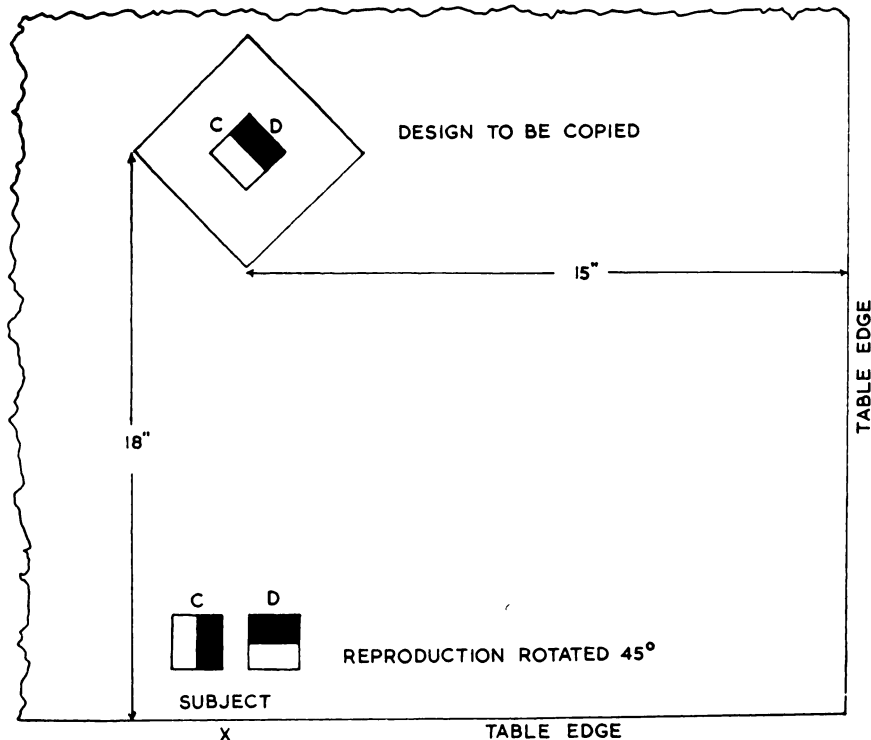 C D
DESIGN TO BE COPIED
15"
TABLE EDGE
18"
C D
REPRODUCTION ROTATED 45°
SUBJECT
X TABLE EDGE